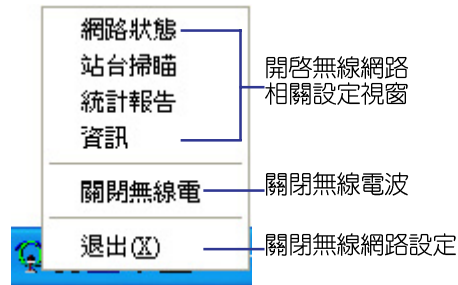 網路狀態
站台掃瞄
統計報告
資訊
關閉無線電
退出(X)
開啓無線網路
相關設定視窗
關閉無線電波
關閉無線網路設定